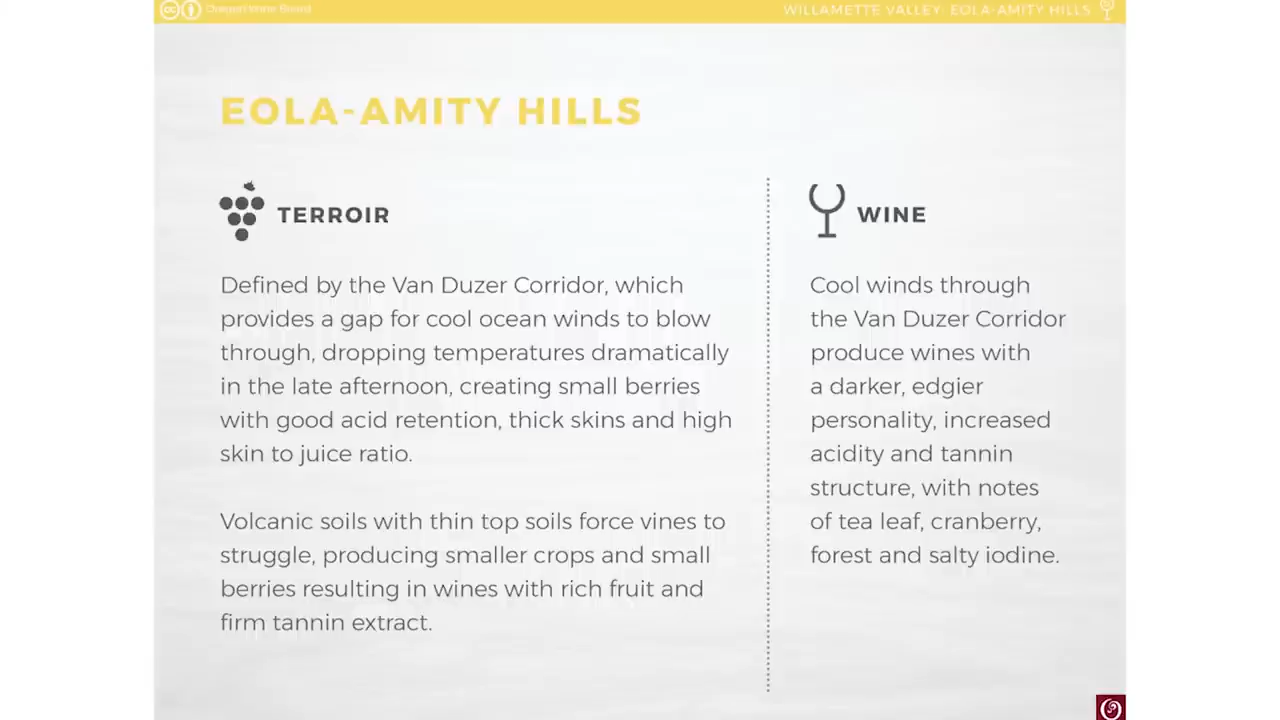 Oregon Wine Board
WILLAMETTE VALLEY: EOLA-AMITY HILLS
EOLA-AMITY HILLS
TERROIR
Defined by the Van Duzer Corridor, which
provides a gap for cool ocean winds to blow
through, dropping temperatures dramatically
in the late afternoon, creating small berries
with good acid retention, thick skins and high
skin to juice ratio.
Volcanic soils with thin top soils force vines to
struggle, producing smaller crops and small
berries resulting in wines with rich fruit and
firm tannin extract.
WINE
Cool winds through
the Van Duzer Corridor
produce wines with
a darker, edgier
personality, increased
acidity and tannin
structure, with notes
of tea leaf, cranberry,
forest and salty iodine.